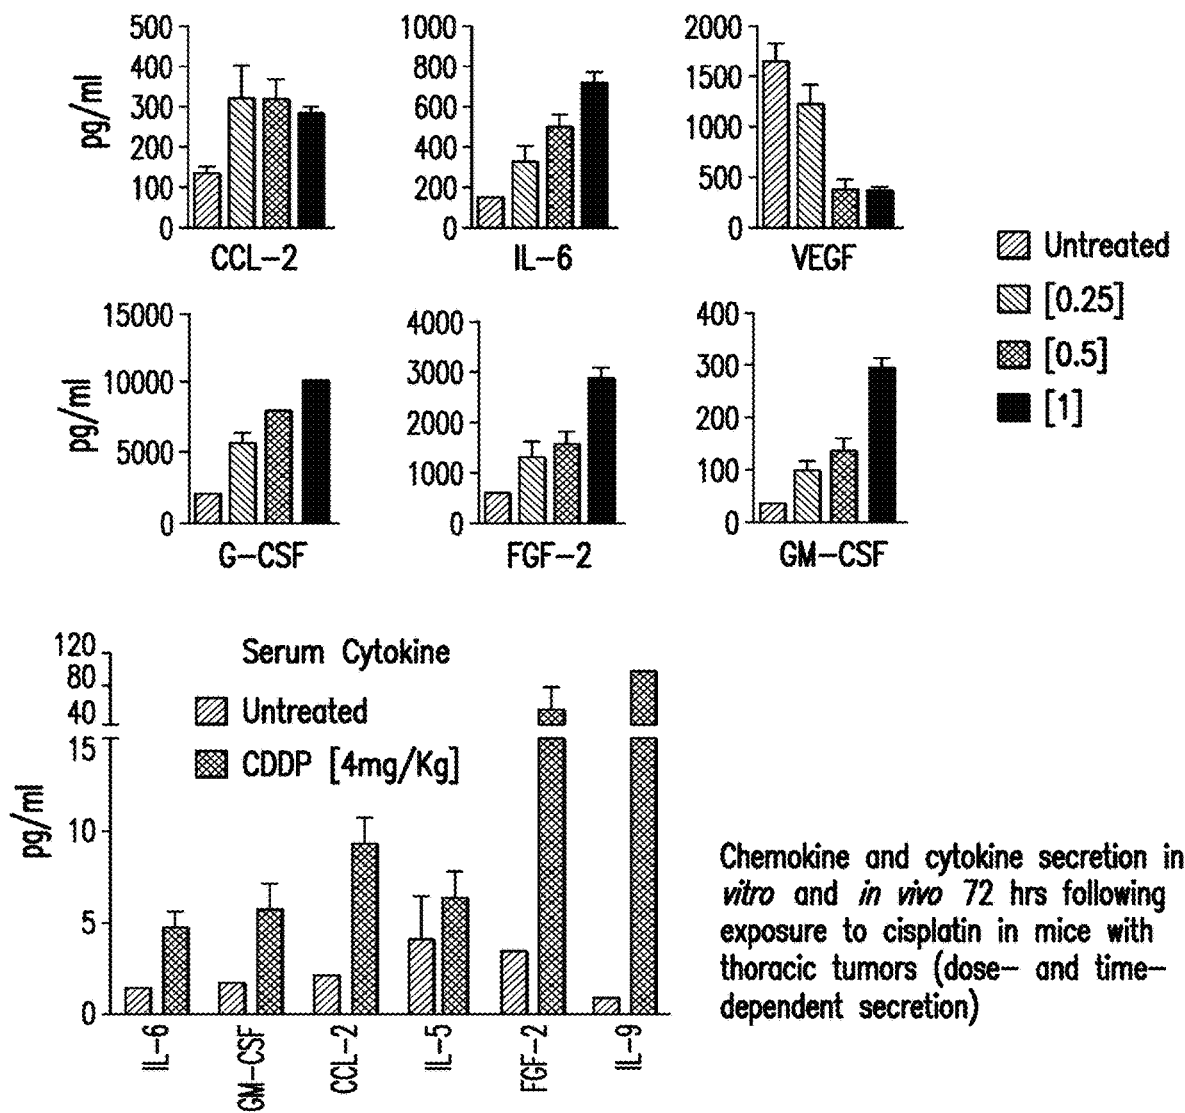 500
400
300
200
100
0
pg/ml
CCL-2
1000
800
600
400
200
0
IL-6
2000
1500
1000
500
0
VEGF
Untreated
[0.25]
[0.5]
[1]
15000
10000
5000
0
pg/ml
G-CSF
4000
3000
2000
1000
0
FGF-2
400
300
200
100
0
GM-CSF
Serum Cytokine
Untreated
CDDP [4mg/Kg]
120
80
40
15
10
5
0
pg/ml
IL-6
GM-CSF
CCL-2
IL-5
FGF-2
IL-9
Chemokine and cytokine secretion in
vitro and in vivo 72 hrs following
exposure to cisplatin in mice with
thoracic tumors (dose- and time-
dependent secretion)